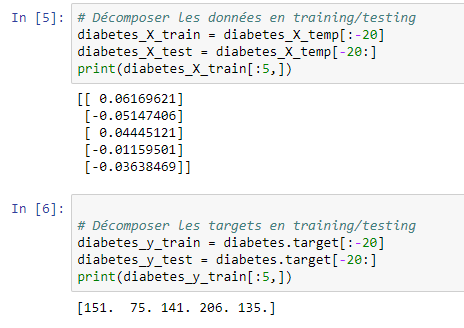 In [5]: # Décomposer les données en training/testing
diabetes_X_train = diabetes_X_temp[:-20]
diabetes_X_test = diabetes_X_temp[-20:]
print(diabetes_X_train[:5,])
[[ 0.06169621]
[-0.05147406]
[ 0.04445121]
[-0.01159501]
[-0.03638469]]
In [6]:
# Décomposer les targets en training/testing
diabetes_y_train = diabetes.target[:-20]
diabetes_y_test = diabetes.target[-20:]
print(diabetes_y_train[:5,])
[151.  75. 141. 206. 135.]